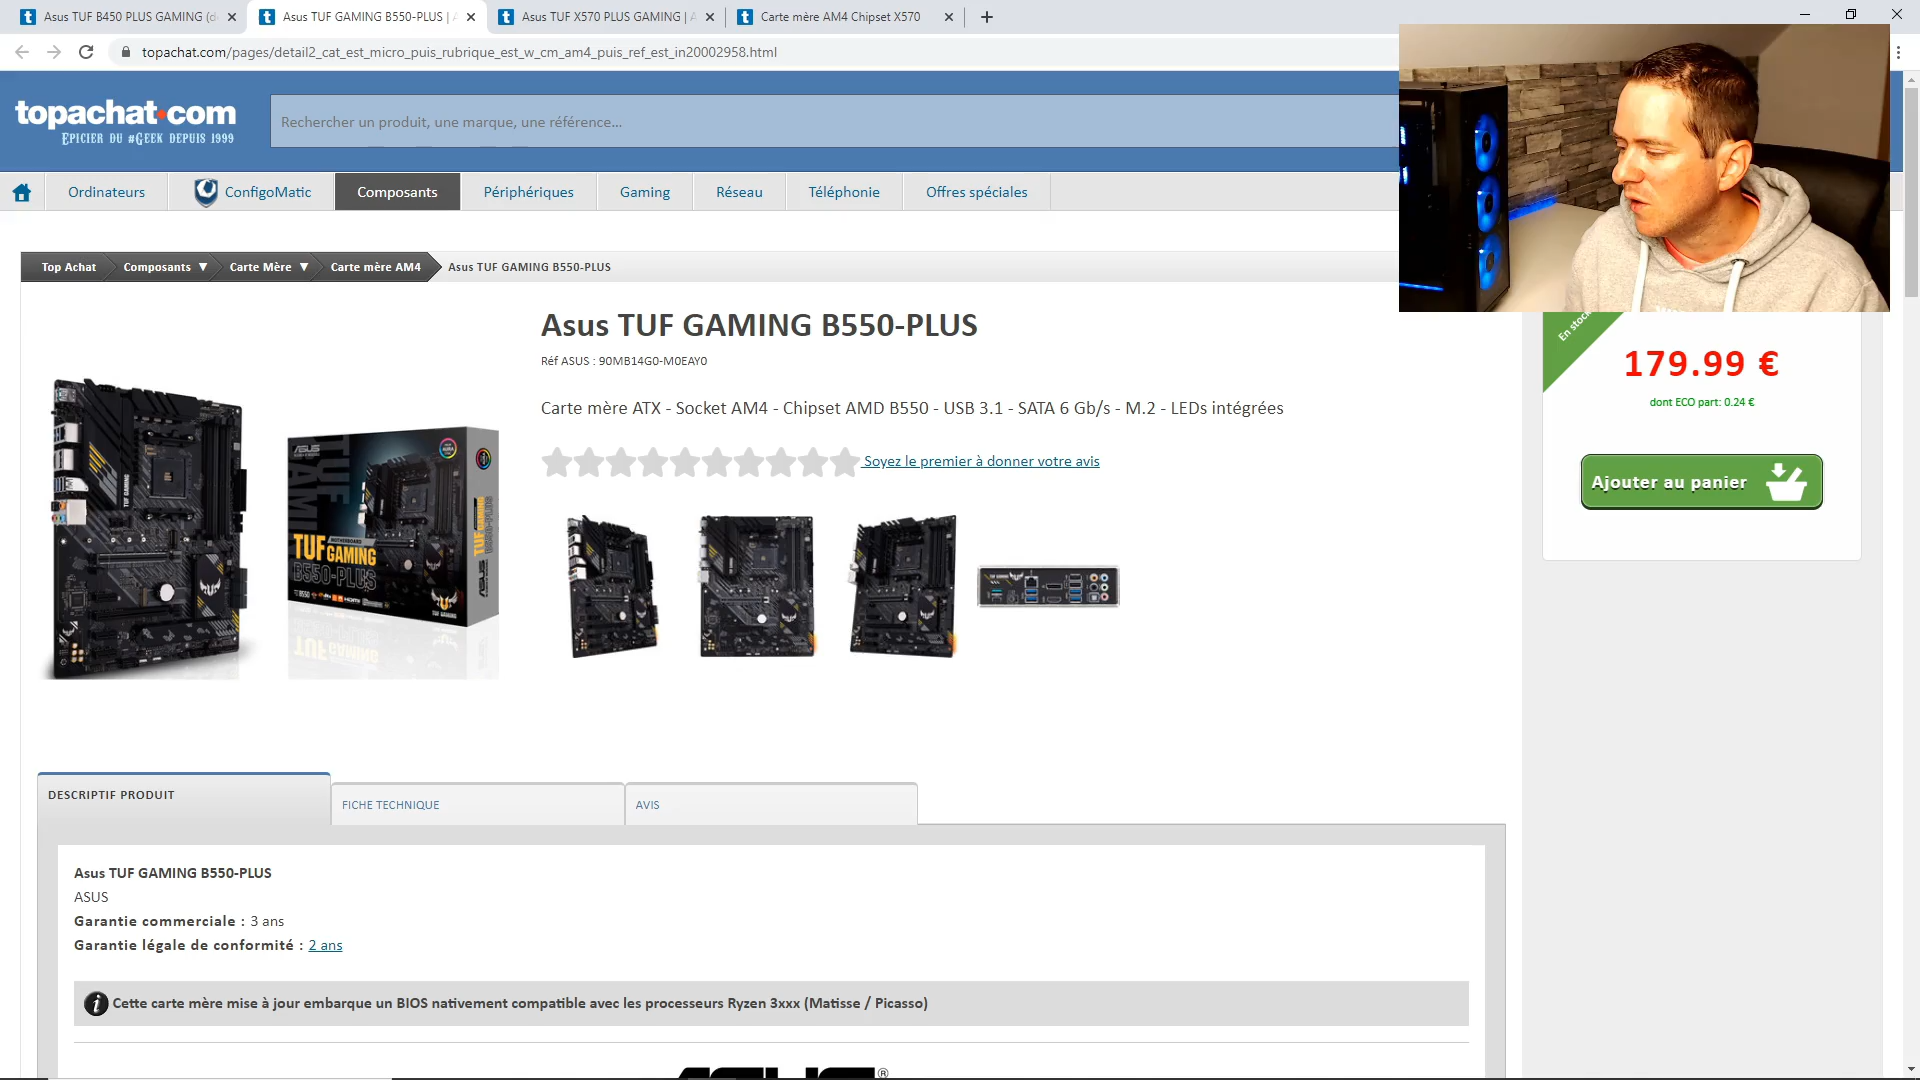 Asus TUF B450 PLUS GAMING (d
Asus TUF GAMING B550-PLUS | A
Asus TUF X570 PLUS GAMING | A
Carte mère AM4 Chipset X570
topachat.com/pages/detail2_cat_est_micro_puis_rubrique_est_w_cm_am4_puis_ref_est_in20002958.html
topachat.com
Epicier du #Geek depuis 1999
Rechercher un produit, une marque, une référence...
Ordinateurs
ConfigoMatic
Composants
Périphériques
Gaming
Réseau
Téléphonie
Offres spéciales
Top Achat
Composants ▼
Carte Mère ▼
Carte mère AM4
Asus TUF GAMING B550-PLUS
Asus TUF GAMING B550-PLUS
Réf ASUS : 90MB14G0-M0EAY0
Carte mère ATX - Socket AM4 - Chipset AMD B550 - USB 3.1 - SATA 6 Gb/s - M.2 - LEDs intégrées
Soyez le premier à donner votre avis
ASUS
TUF GAMING
B550-PLUS
En stock
179.99 €
dont ECO part: 0.24 €
Ajouter au panier
DESCRIPTIF PRODUIT
FICHE TECHNIQUE
AVIS
Asus TUF GAMING B550-PLUS
ASUS
Garantie commerciale : 3 ans
Garantie légale de conformité : 2 ans
Cette carte mère mise à jour embarque un BIOS nativement compatible avec les processeurs Ryzen 3xxx (Matisse / Picasso)